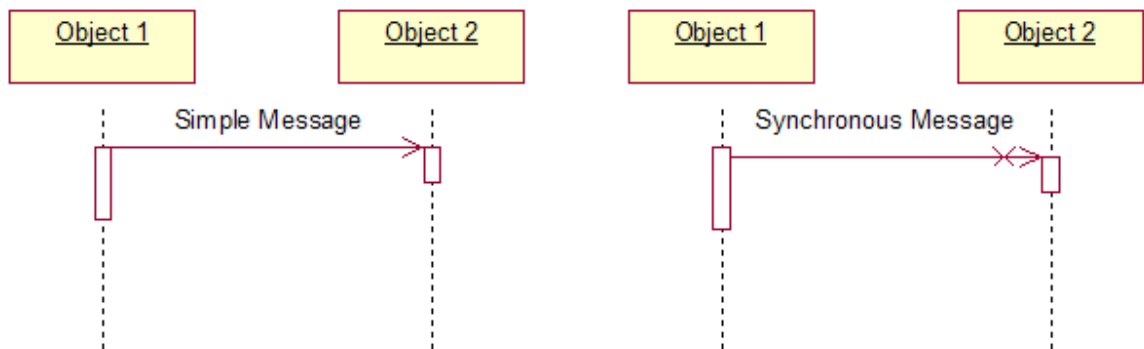 Object 1
Object 2
Object 1
Object 2
Simple Message
Synchronous Message